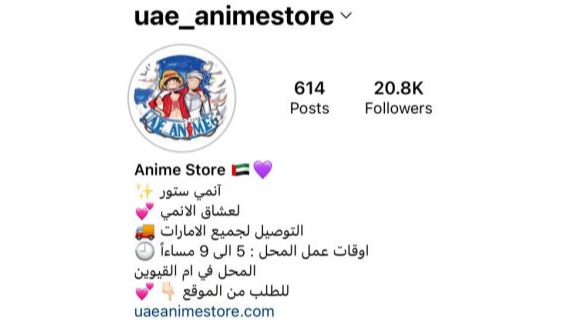 uae_animestore
614
Posts
20.8K
Followers
UAE ANIMES
Anime Store 🇦🇪💜
آنمي ستور ✨
لعشاق الانمي 💕
التوصيل لجميع الامارات 🚚
اوقات عمل المحل : 5 الى 9 مساءاً 🕘
المحل في ام القيوين
للطلب من الموقع 👇🏻 💕
uaeanimestore.com